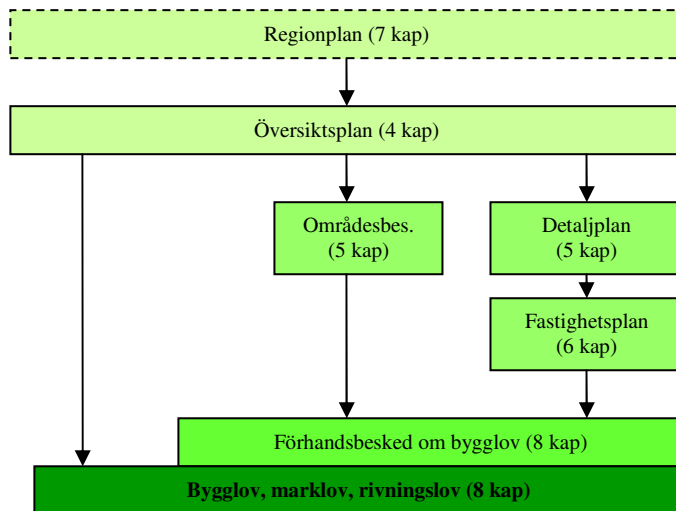 Regionplan (7 kap)
Översiktsplan (4 kap)
Områdesbes.
(5 kap)
Detaljplan
(5 kap)
Fastighetsplan
(6 kap)
Förhandsbesked om bygglov (8 kap)
Bygglov, marklov, rivningslov (8 kap)